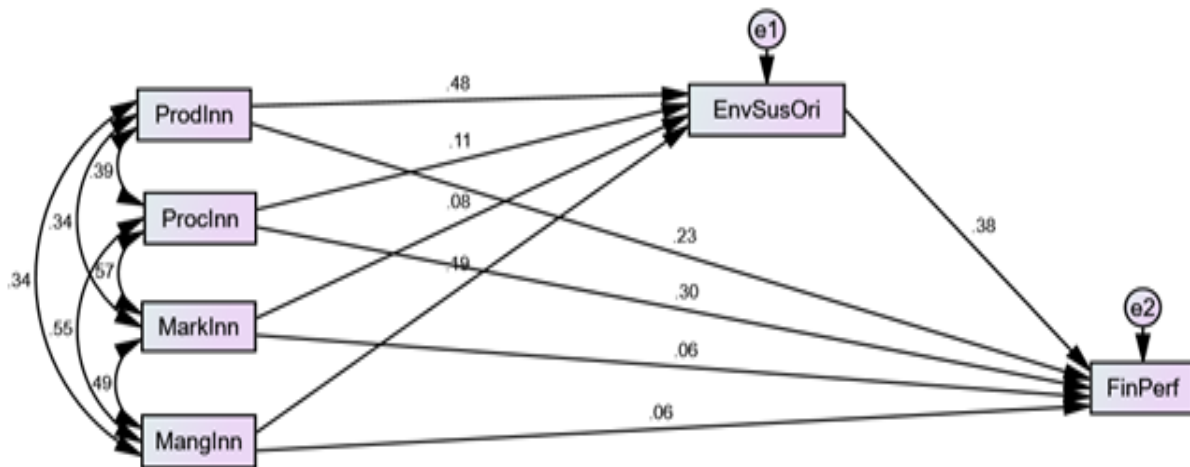 e1
.48
ProdInn
EnvSusOri
.11
.39
.08
ProcInn
.34
.23
.38
.57
.19
.34
.30
e2
MarkInn
.55
.06
.49
FinPerf
.06
MangInn